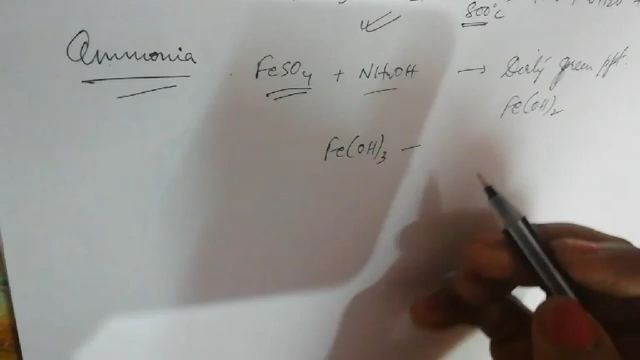 800°C
Ammonia
FeSO4 + NH4OH → Dirty green ppt.
Fe(OH)2
Fe(OH)3 —